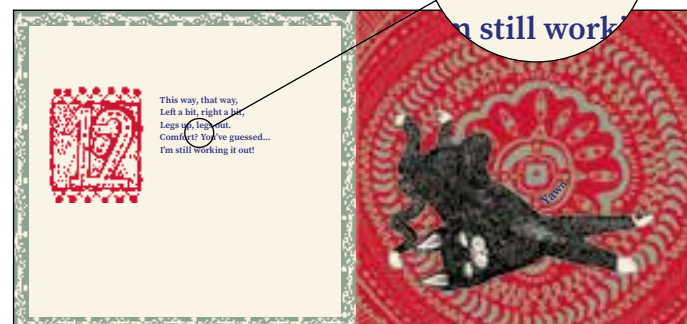 m still worki
12
This way, that way,
Left a bit, right a bit,
Legs up, legs out.
Comfort? You've guessed...
I'm still working it out!
Yawn